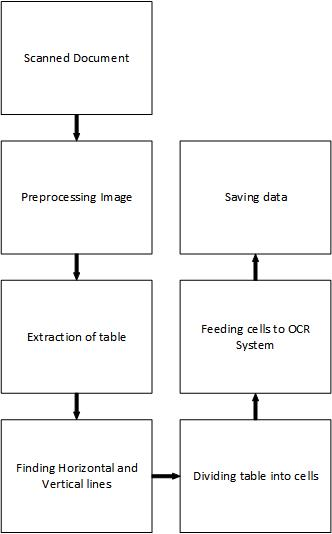 Scanned Document
Preprocessing Image
Extraction of table
Finding Horizontal and
Vertical lines
Dividing table into cells
Feeding cells to OCR
System
Saving data